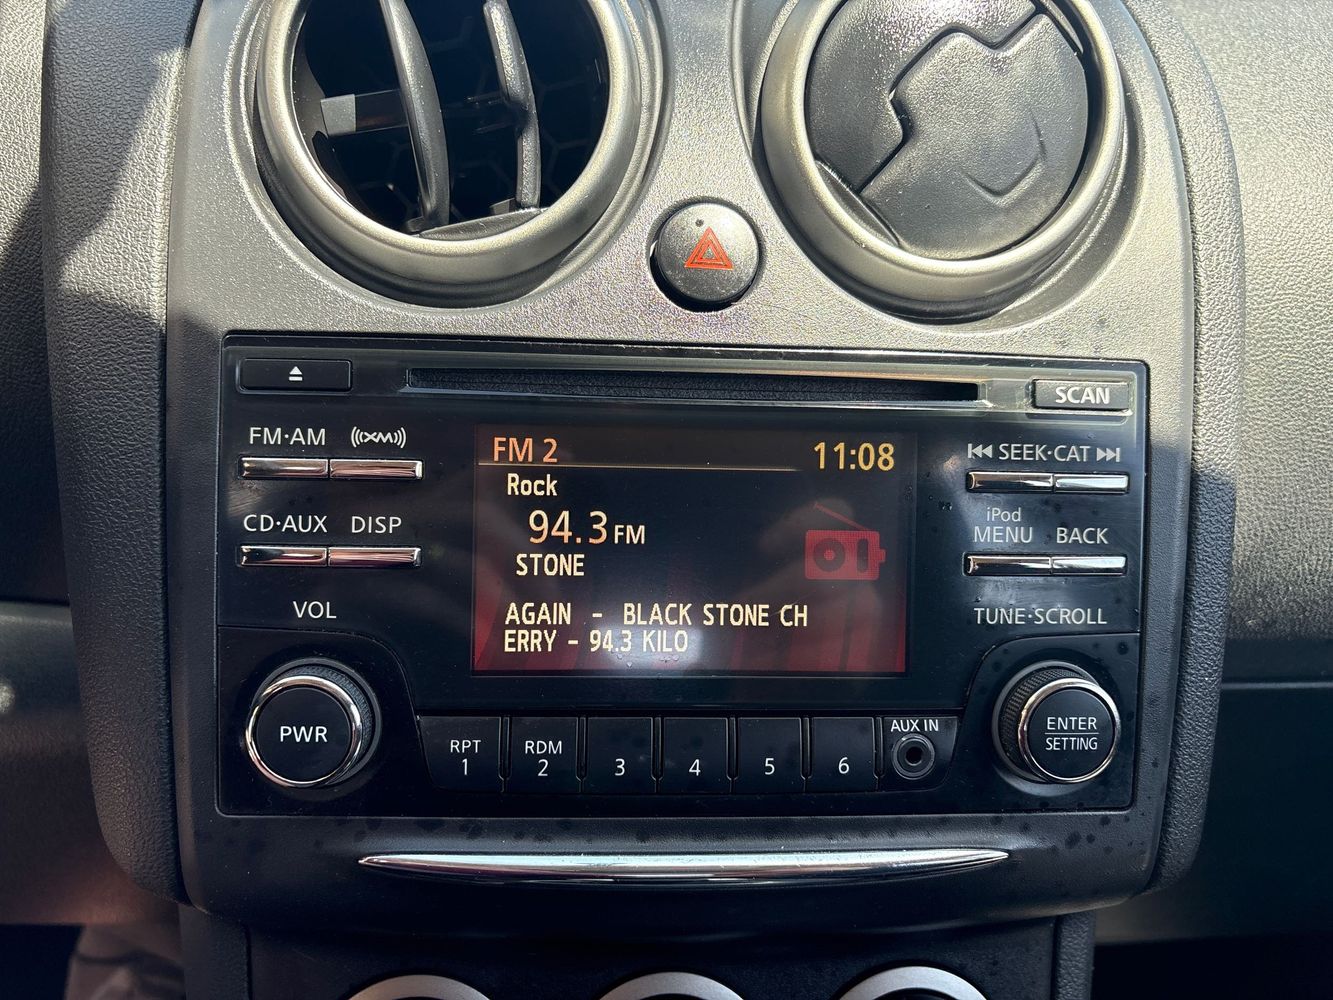 SCAN
FM·AM XM
SEEK·CAT
CD·AUX DISP
iPod
MENU BACK
VOL
TUNE·SCROLL
FM 2 11:08
Rock
94.3 FM
STONE
AGAIN - BLACK STONE CH
ERRY - 94.3 KILO
PWR
RPT
1
RDM
2
3
4
5
6
AUX IN
ENTER
SETTING